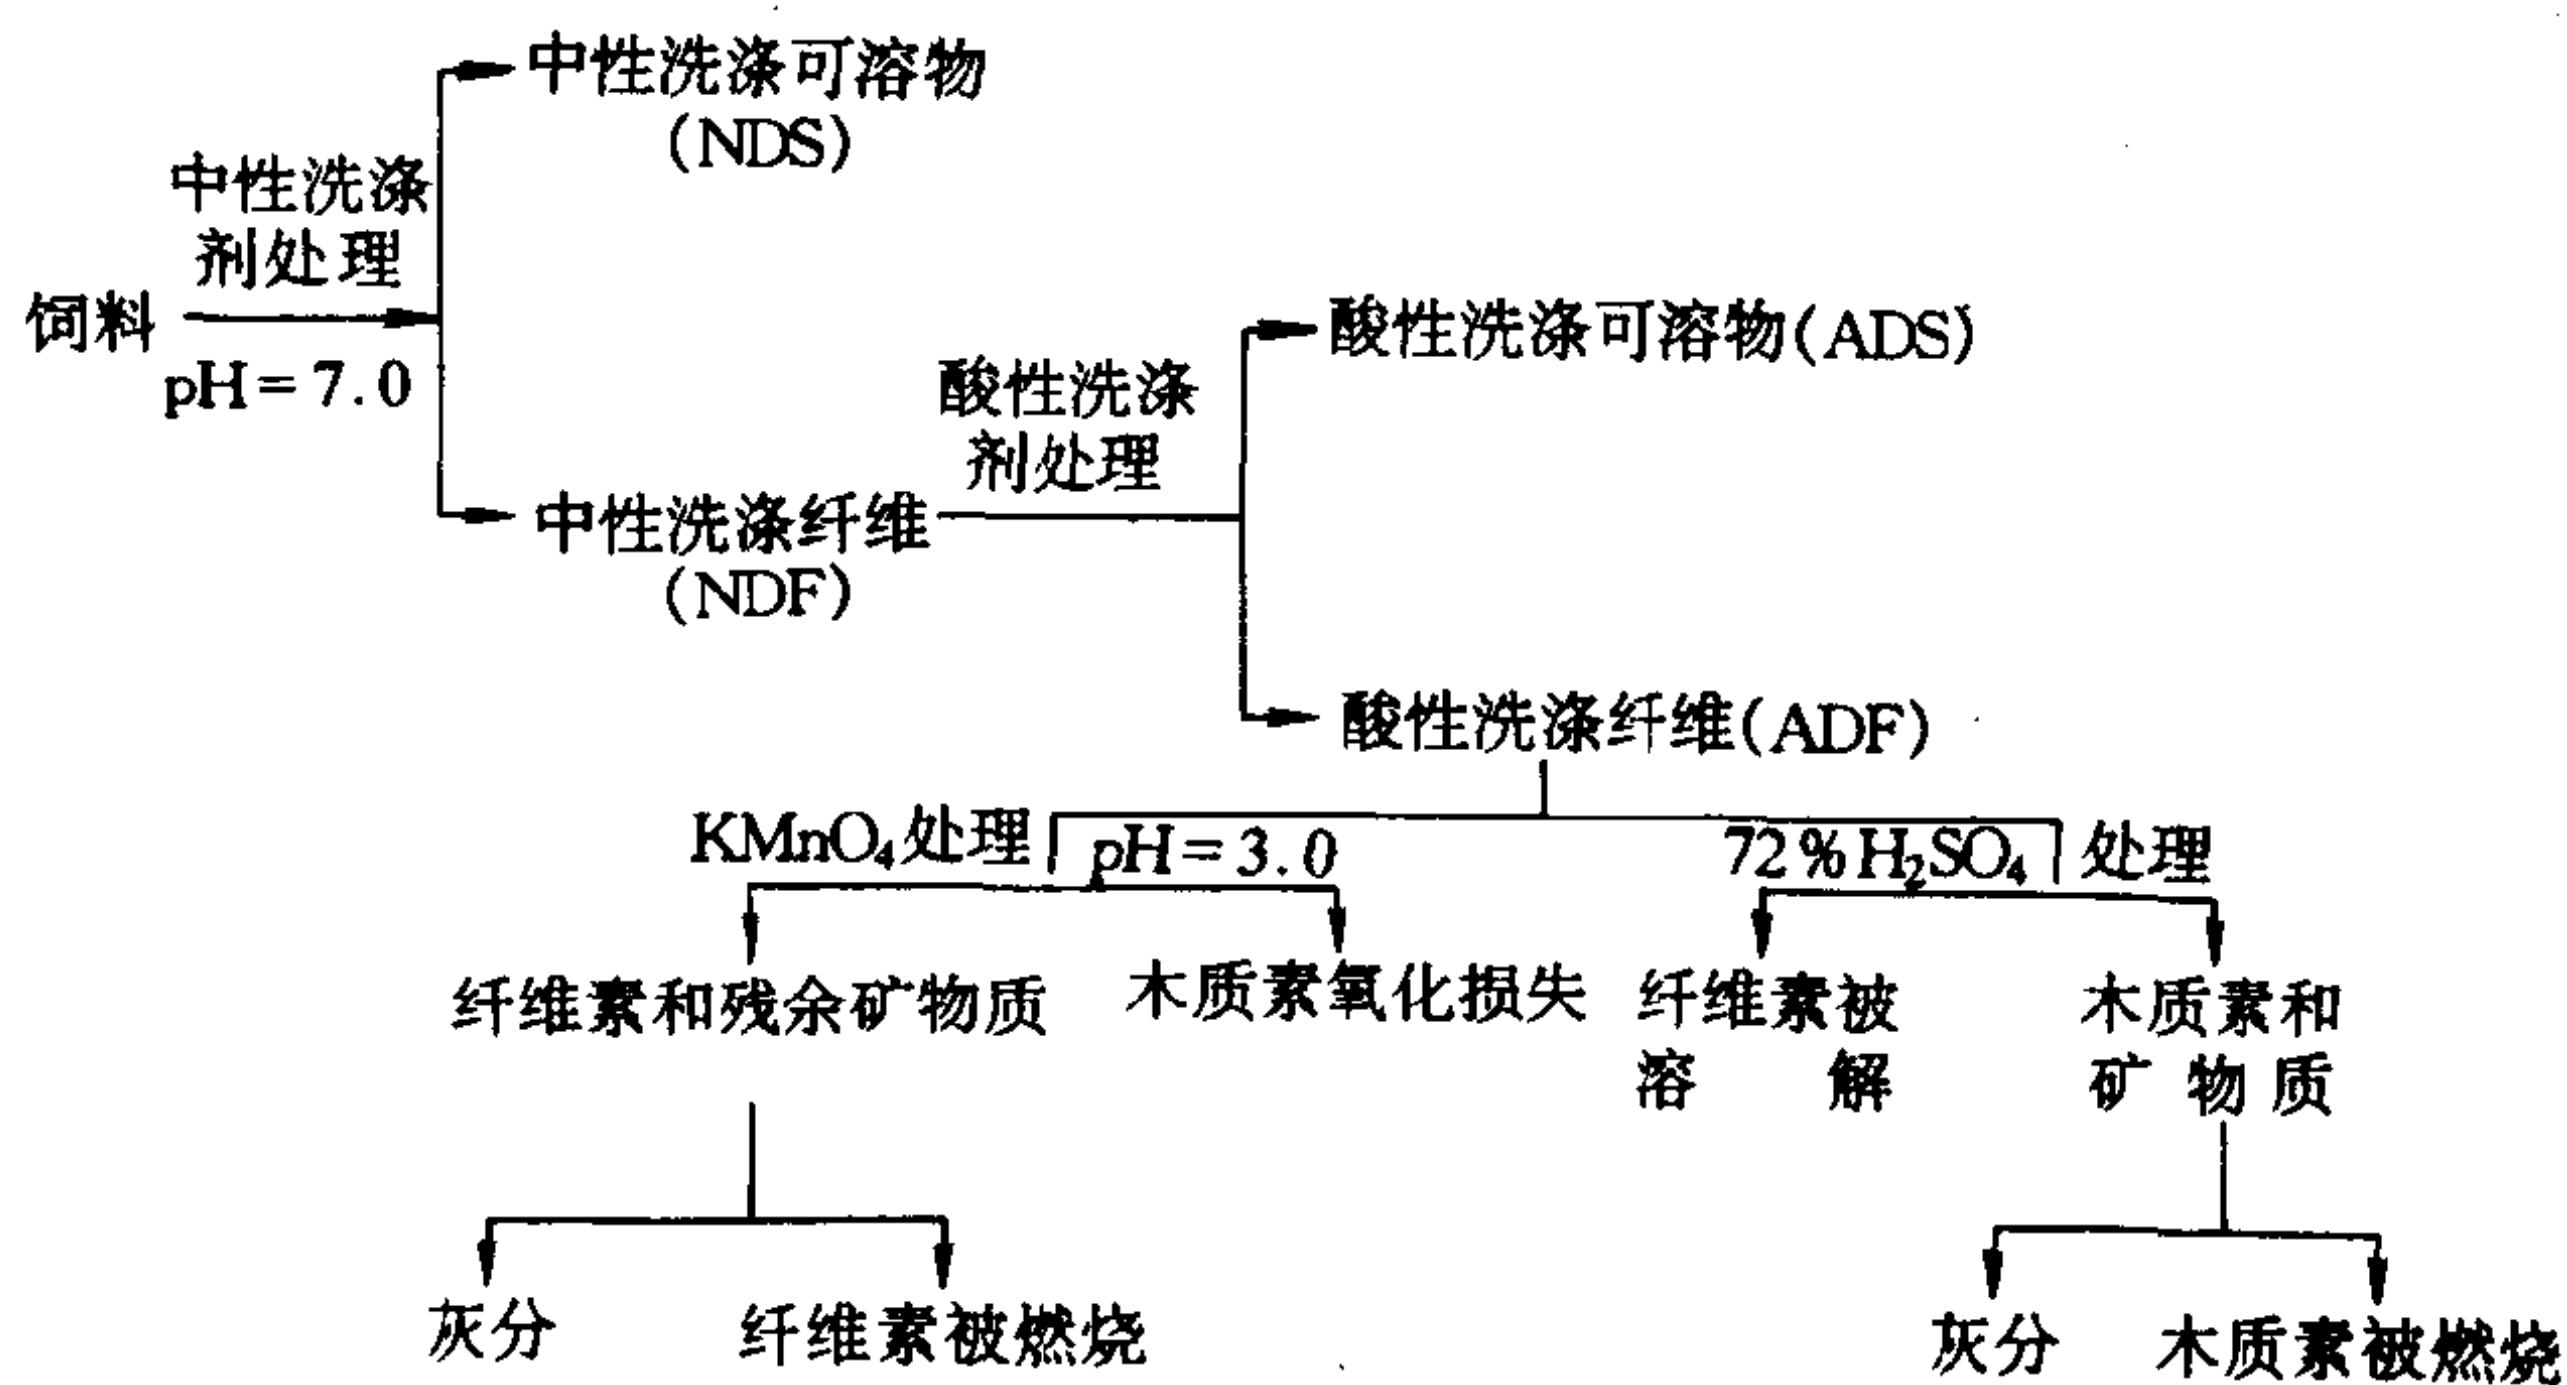 中性洗涤可溶物
(NDS)
中性洗涤
剂处理
饲料
pH=7.0
酸性洗涤可溶物(ADS)
酸性洗涤
剂处理
中性洗涤纤维
(NDF)
酸性洗涤纤维(ADF)
KMnO₄处理 pH=3.0
72%H₂SO₄ 处理
纤维素和残余矿物质
木质素氧化损失
纤维素被
溶 解
木质素和
矿物质
灰分
纤维素被燃烧
灰分
木质素被燃烧